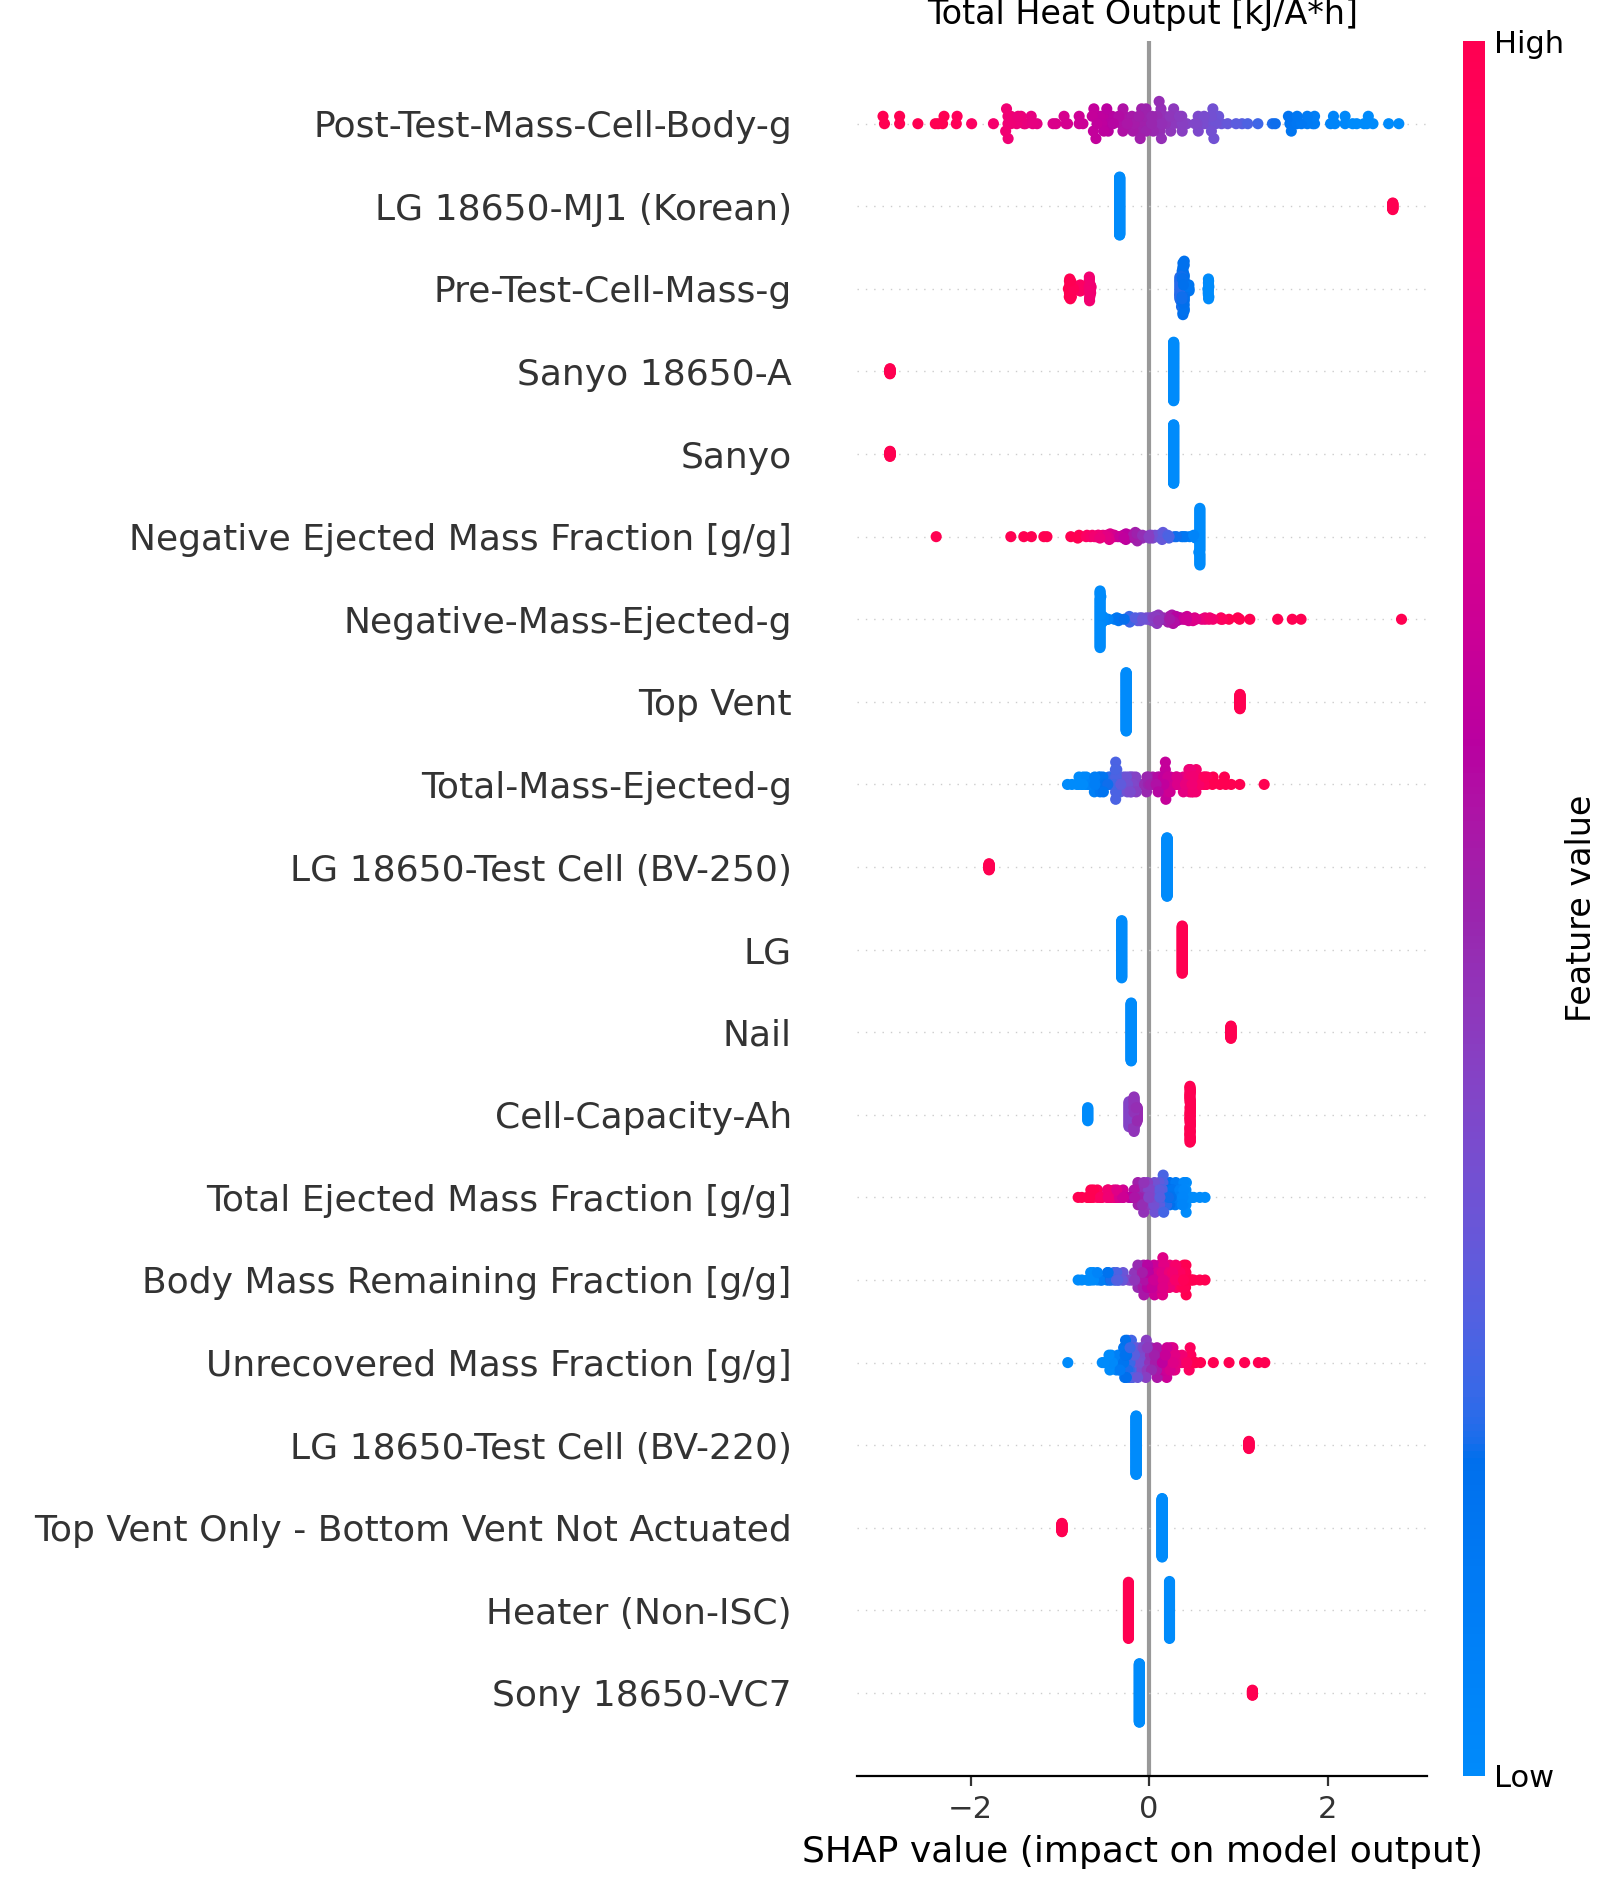 Total Heat Output [kJ/A*h]
High
Post-Test-Mass-Cell-Body-g
LG 18650-MJ1 (Korean)
Pre-Test-Cell-Mass-g
Sanyo 18650-A
Sanyo
Negative Ejected Mass Fraction [g/g]
Negative-Mass-Ejected-g
Top Vent
Total-Mass-Ejected-g
LG 18650-Test Cell (BV-250)
LG
Nail
Cell-Capacity-Ah
Total Ejected Mass Fraction [g/g]
Body Mass Remaining Fraction [g/g]
Unrecovered Mass Fraction [g/g]
LG 18650-Test Cell (BV-220)
Top Vent Only - Bottom Vent Not Actuated
Heater (Non-ISC)
Sony 18650-VC7
Feature value
Low
−2 0 2
SHAP value (impact on model output)